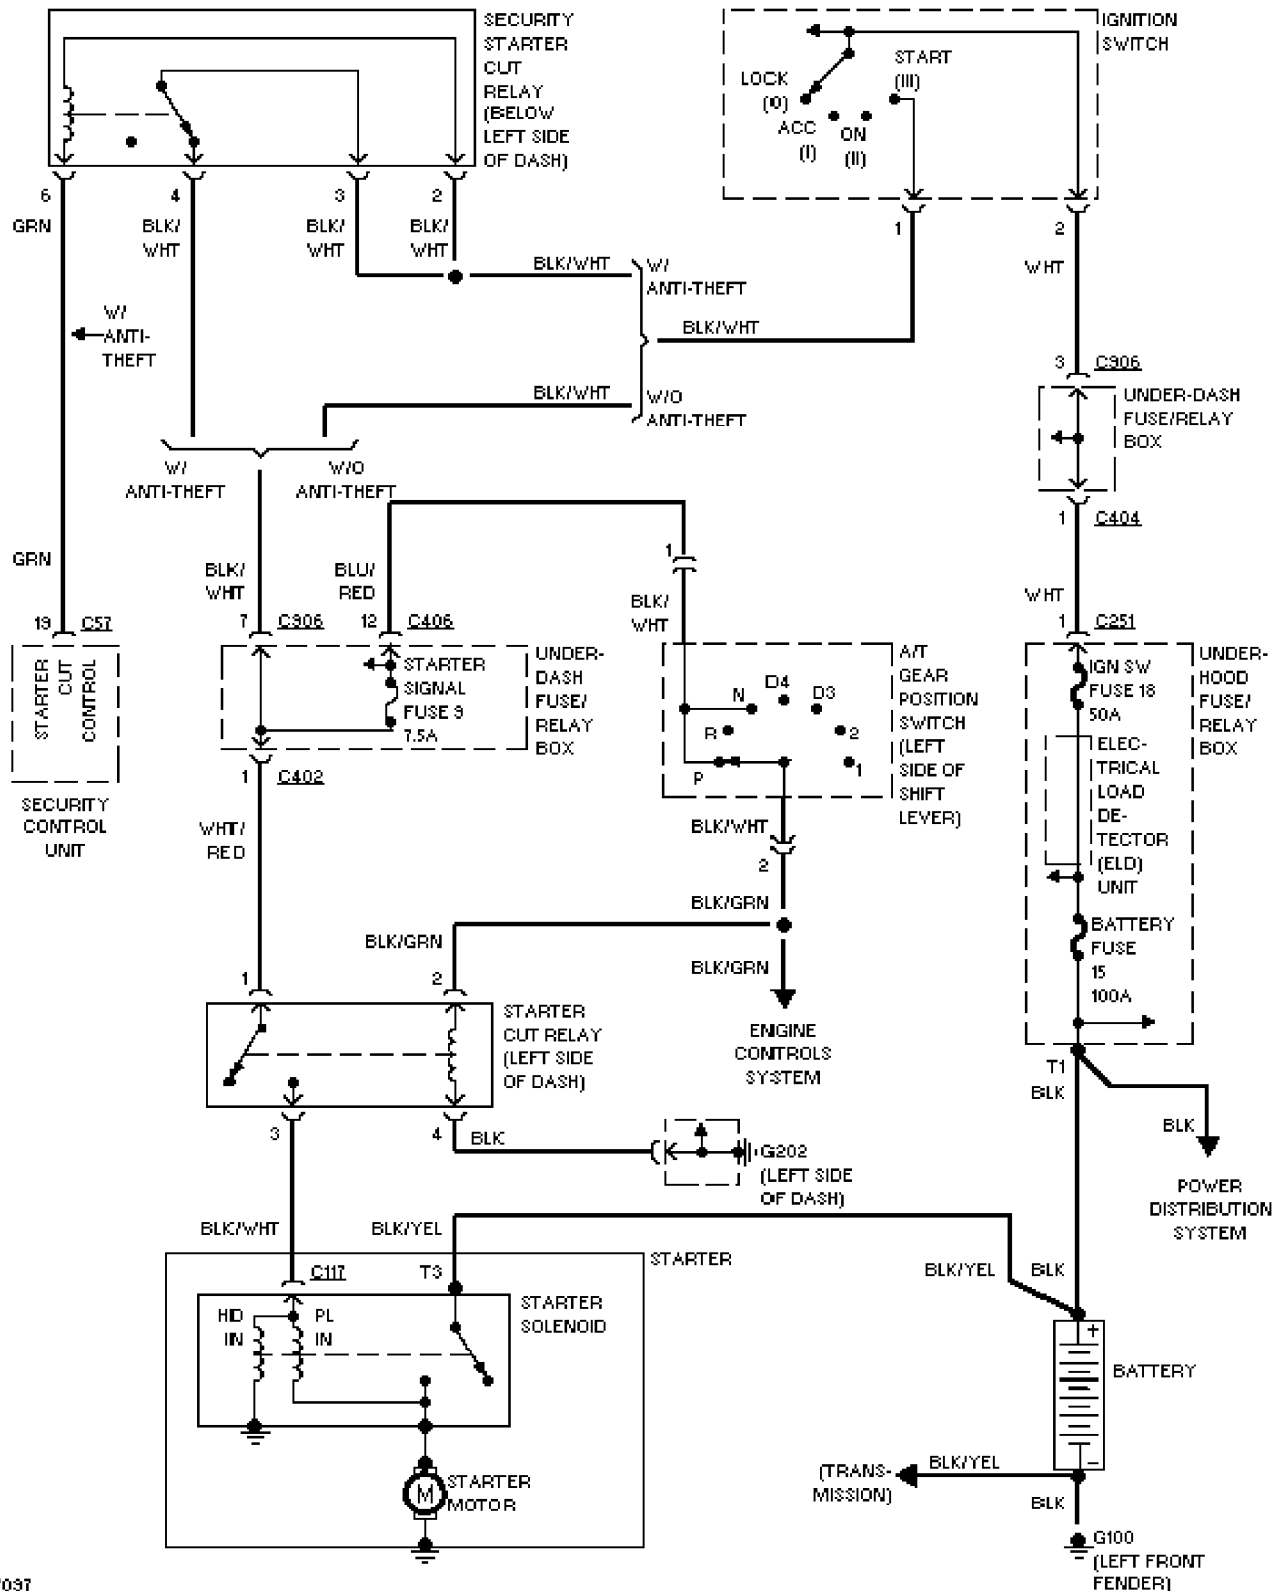 SECURITY
STARTER
CUT
RELAY
(BELOW
LEFT SIDE
OF DASH)
IGNITION
SWITCH
START
(III)
LOCK
(0)
ACC
(I)
ON
(II)
6
4
3
2
1
2
GRN
BLK/
WHT
BLK/
WHT
BLK/
WHT
WHT
BLK/WHT
W/
ANTI-THEFT
W/
ANTI-
THEFT
BLK/WHT
3
C906
BLK/WHT
W/O
ANTI-THEFT
UNDER-DASH
FUSE/RELAY
BOX
W/
ANTI-THEFT
W/O
ANTI-THEFT
1
C404
GRN
BLK/
WHT
BLU/
RED
1
BLK/
WHT
WHT
19
C57
7
C906
12
C406
1
C251
STARTER
CUT
CONTROL
STARTER
SIGNAL
FUSE 9
7.5A
UNDER-
DASH
FUSE/
RELAY
BOX
N
D4
D3
R
2
P
1
A/T
GEAR
POSITION
SWITCH
(LEFT
SIDE OF
SHIFT
LEVER)
IGN SW
FUSE 18
50A
UNDER-
HOOD
FUSE/
RELAY
BOX
ELEC-
TRICAL
LOAD
DE-
TECTOR
(ELD)
UNIT
1
C402
SECURITY
CONTROL
UNIT
WHT/
RED
BLK/WHT
2
BLK/GRN
BLK/GRN
BLK/GRN
BATTERY
FUSE
15
100A
1
2
STARTER
CUT RELAY
(LEFT SIDE
OF DASH)
ENGINE
CONTROLS
SYSTEM
T1
BLK
3
4
BLK
G202
(LEFT SIDE
OF DASH)
BLK
POWER
DISTRIBUTION
SYSTEM
BLK/WHT
BLK/YEL
STARTER
C117
T3
BLK/YEL
BLK
HD
IN
PL
IN
STARTER
SOLENOID
+
BATTERY
-
STARTER
MOTOR
M
(TRANS-
MISSION)
BLK/YEL
BLK
G100
(LEFT FRONT
FENDER)